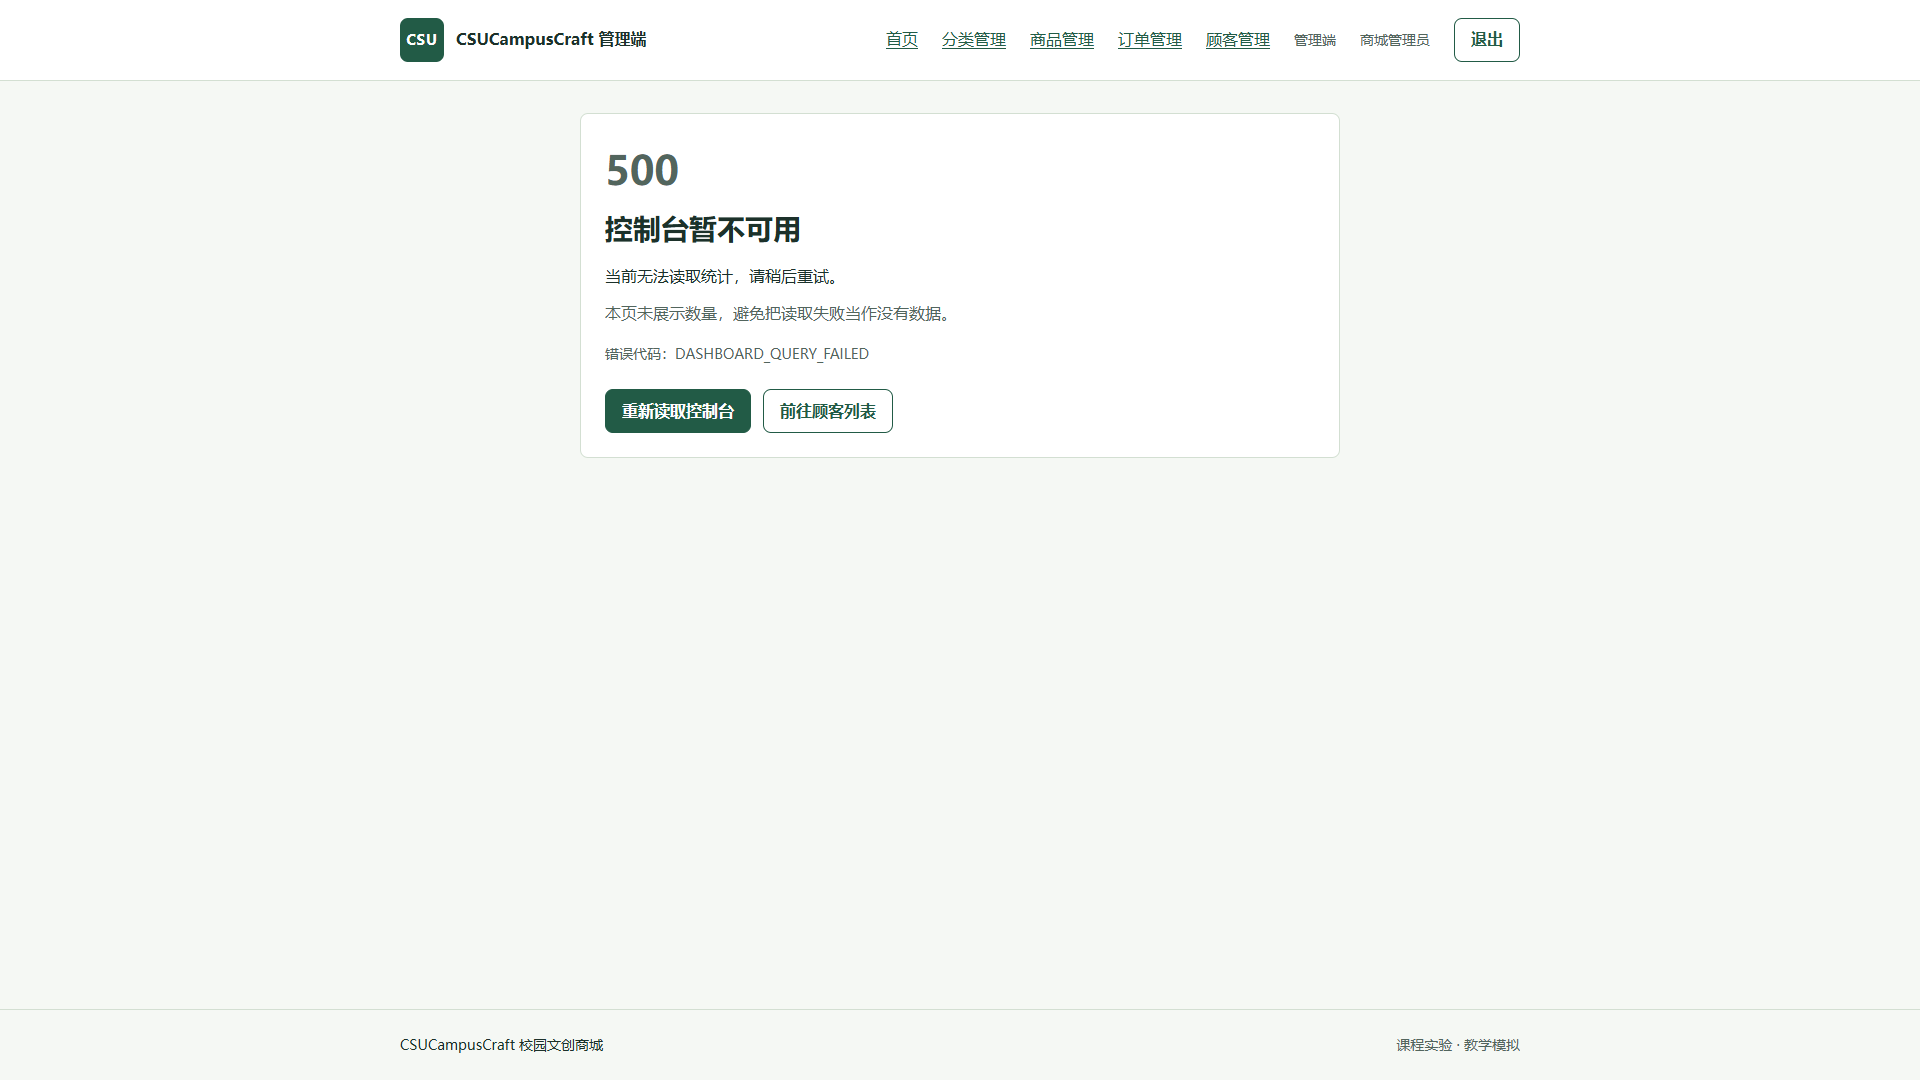 CSU CSUCampusCraft 管理端 首页 分类管理 商品管理 订单管理 顾客管理 管理端 商城管理员 退出
500
控制台暂不可用
当前无法读取统计，请稍后重试。
本页未展示数量，避免把读取失败当作没有数据。
错误代码：DASHBOARD_QUERY_FAILED
重新读取控制台 前往顾客列表
CSUCampusCraft 校园文创商城 课程实验 · 教学模拟